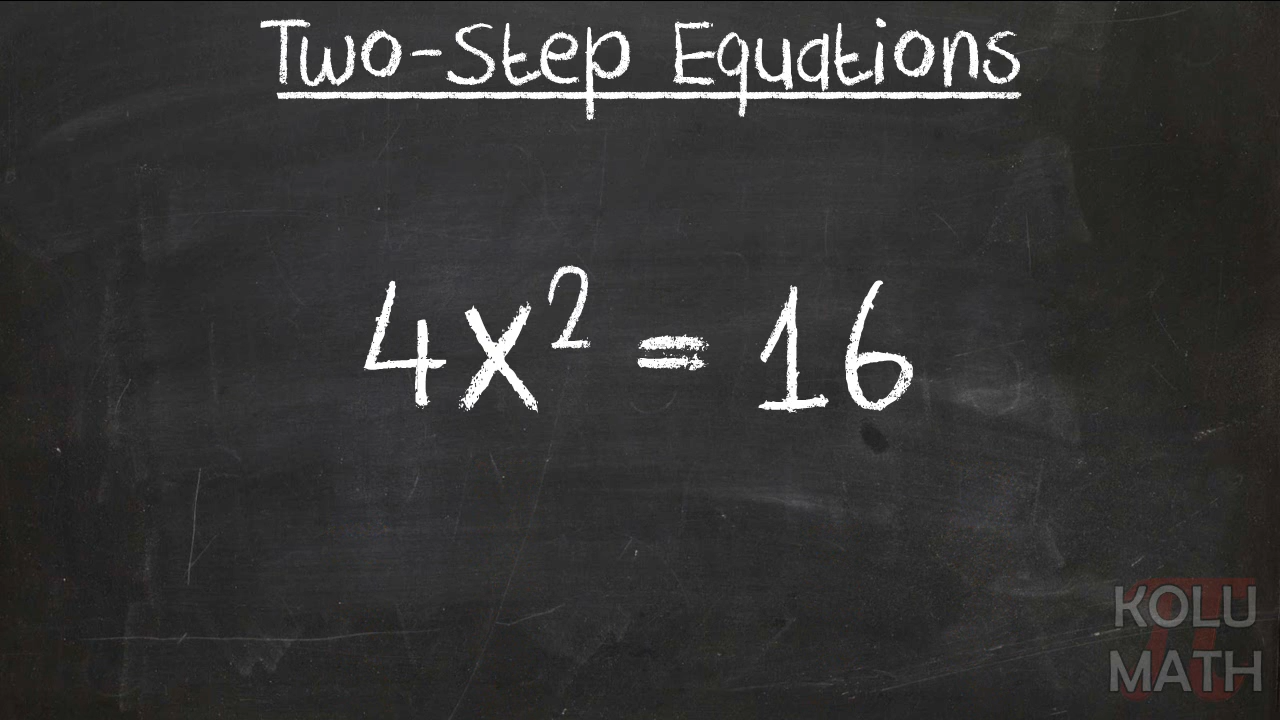 Two-Step Equations
4x² = 16
KOLU
MATH